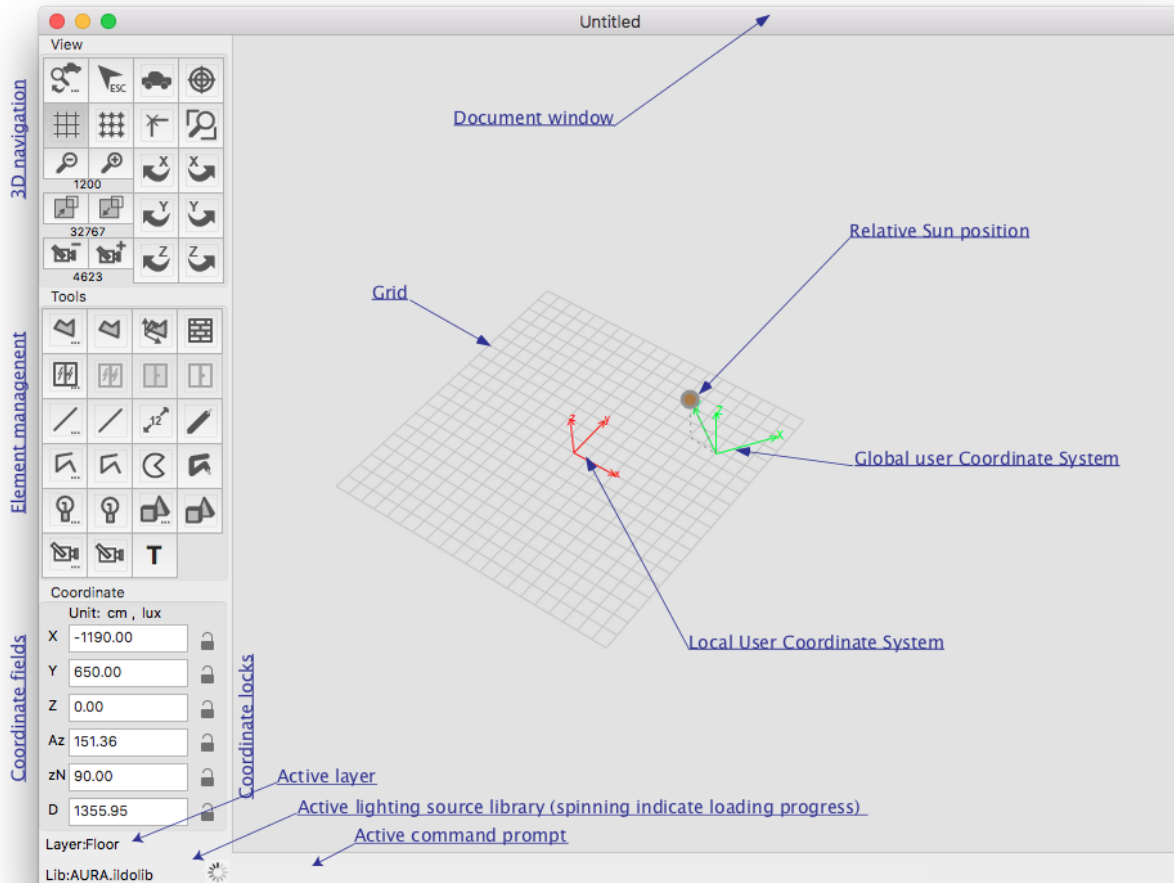 Untitled
View
ESC
X
X
1200
Y
Y
32767
Z
Z
4623
Tools
12
T
Coordinate
Unit: cm , lux
X -1190.00
Y 650.00
Z 0.00
Az 151.36
zN 90.00
D 1355.95
Layer:Floor
Lib:AURA.ildolib
3D navigation
Element management
Coordinate fields
Coordinate locks
Document window
Relative Sun position
Grid
z
y
x
Z
X
Global user Coordinate System
Local User Coordinate System
Active layer
Active lighting source library (spinning indicate loading progress)
Active command prompt